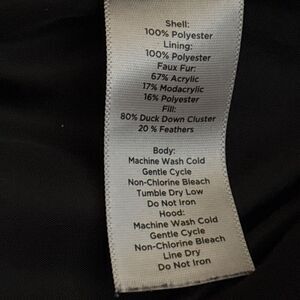 Shell:
100% Polyester
Lining:
100% Polyester
Faux Fur:
67% Acrylic
17% Modacrylic
16% Polyester
Fill:
80% Duck Down Cluster
20 % Feathers
Body:
Machine Wash Cold
Gentle Cycle
Non-Chlorine Bleach
Tumble Dry Low
Do Not Iron
Hood:
Machine Wash Cold
Gentle Cycle
Non-Chlorine Bleach
Line Dry
Do Not Iron